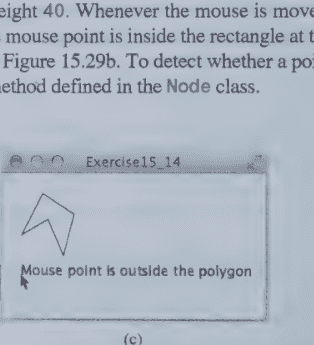 eight 40. Whenever the mouse is move
mouse point is inside the rectangle at t
Figure 15.29b. To detect whether a poi
ethod defined in the Node class.
Exercise15_14
Mouse point is outside the polygon
(c)